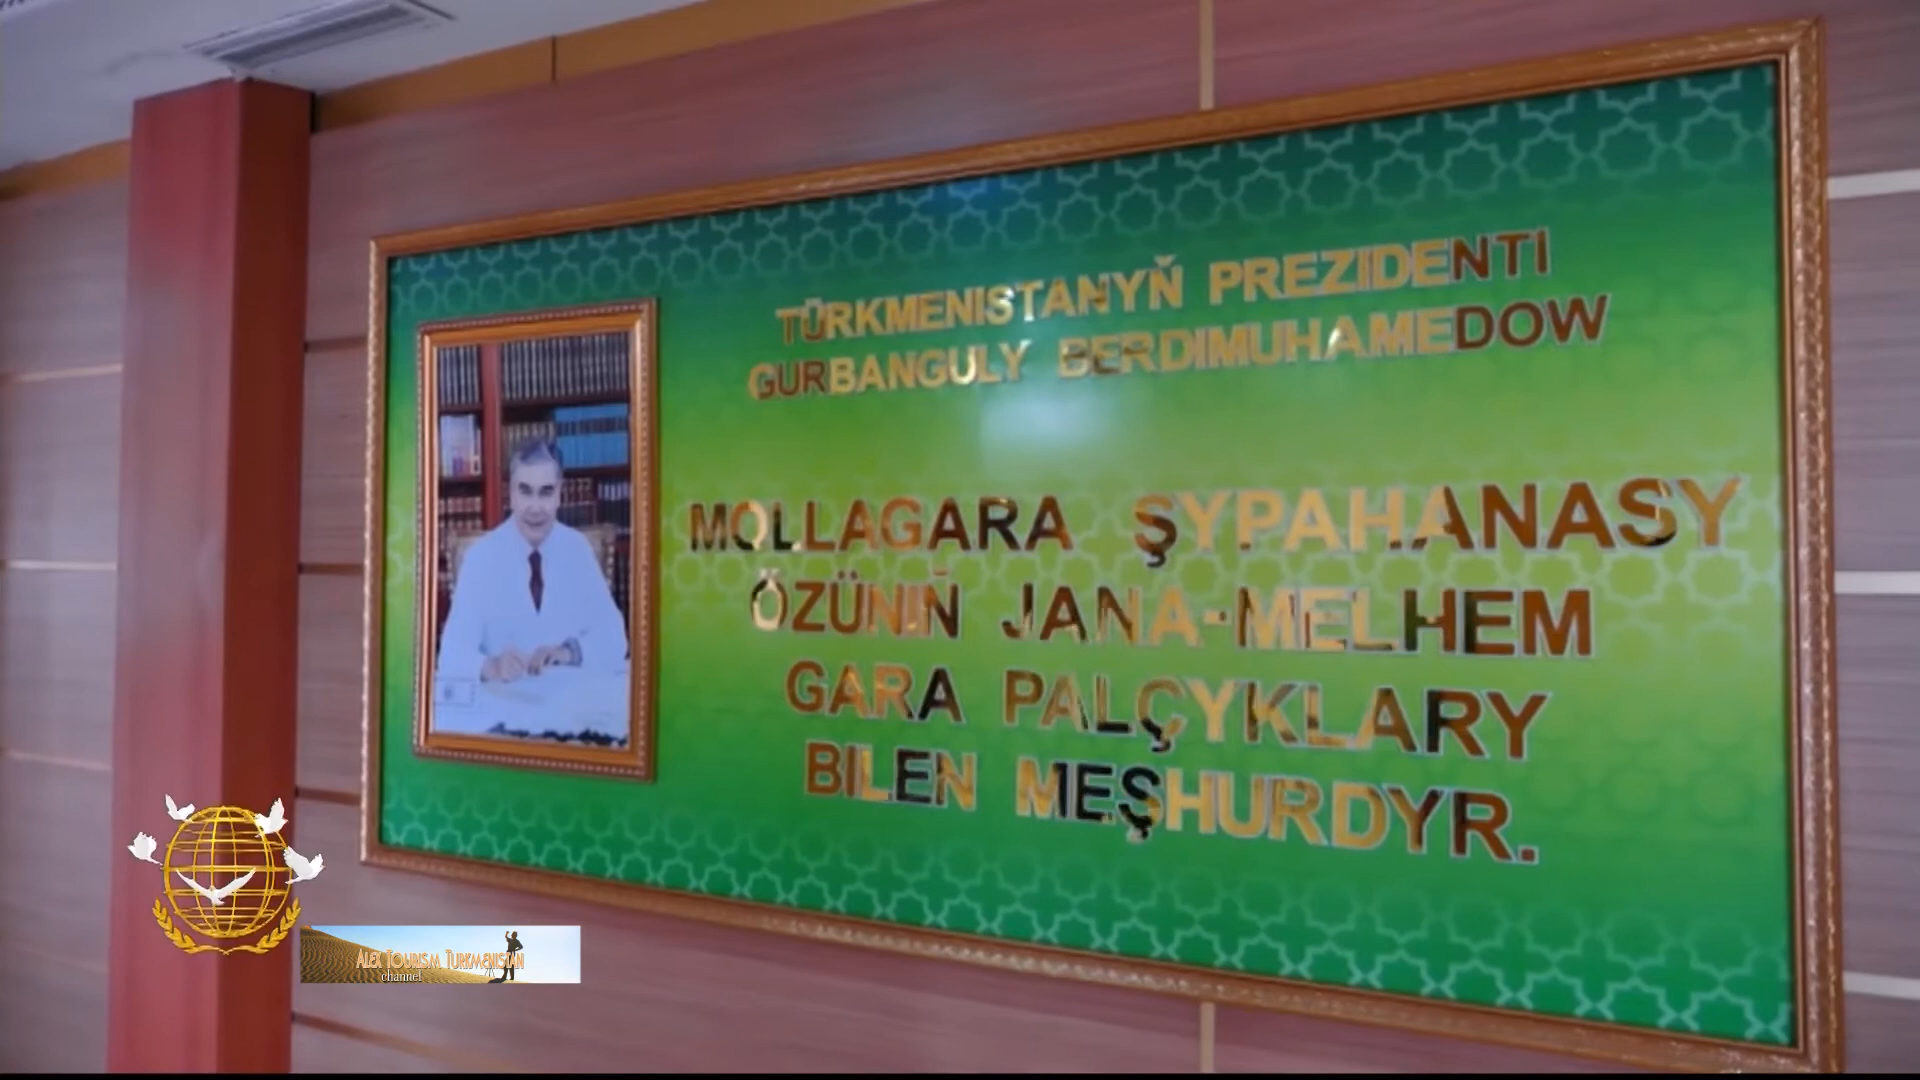 TÜRKMENISTANYŇ PREZIDENTI
GURBANGULY BERDIMUHAMEDOW
MOLLAGARA ŞYPAHANASY
ÖZÜNIŇ JANA-MELHEM
GARA PALÇYKLARY
BILEN MEŞHURDYR.
ALEX TOURISM TURKMENISTAN
channel